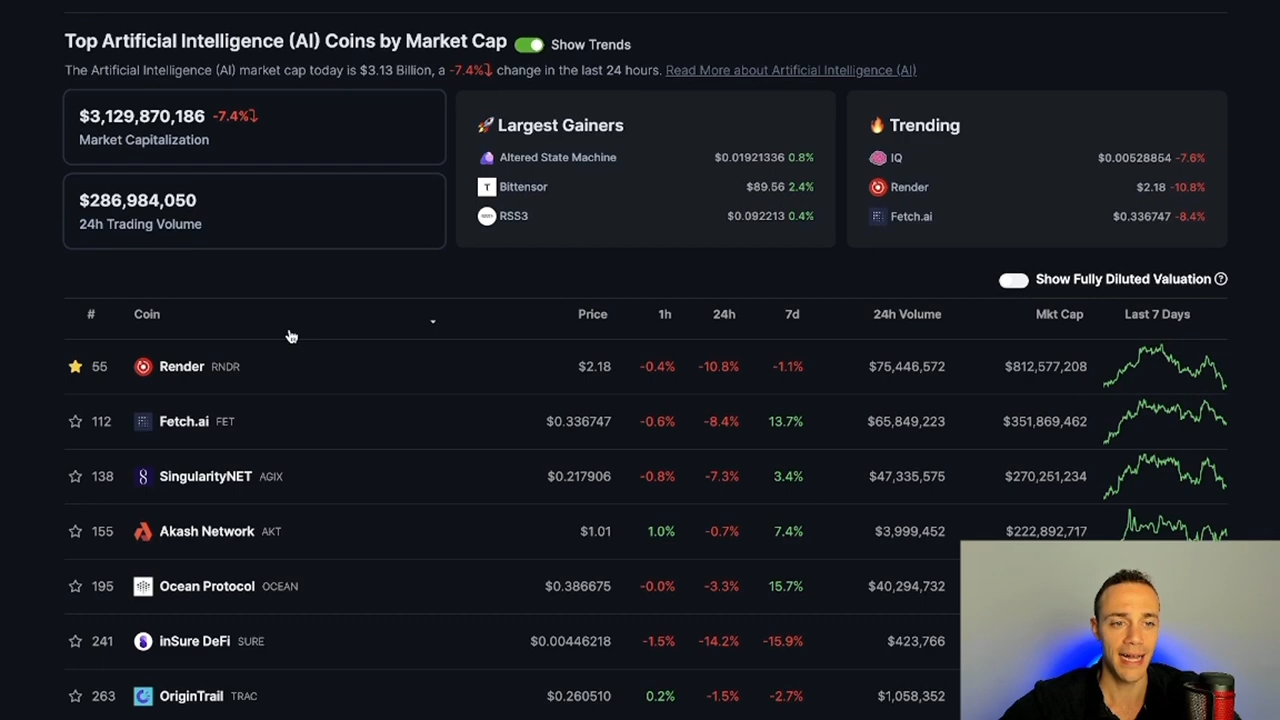 Top Artificial Intelligence (AI) Coins by Market Cap Show Trends
The Artificial Intelligence (AI) market cap today is $3.13 Billion, a -7.4% change in the last 24 hours. Read More about Artificial Intelligence (AI)
$3,129,870,186 -7.4%
Market Capitalization
$286,984,050
24h Trading Volume
🚀 Largest Gainers
Altered State Machine $0.01921336 0.8%
T Bittensor $89.56 2.4%
RSS3 $0.092213 0.4%
🔥 Trending
IQ $0.00528854 -7.6%
Render $2.18 -10.8%
Fetch.ai $0.336747 -8.4%
Show Fully Diluted Valuation ?
# Coin Price 1h 24h 7d 24h Volume Mkt Cap Last 7 Days
55 Render RNDR $2.18 -0.4% -10.8% -1.1% $75,446,572 $812,577,208
112 Fetch.ai FET $0.336747 -0.6% -8.4% 13.7% $65,849,223 $351,869,462
138 SingularityNET AGIX $0.217906 -0.8% -7.3% 3.4% $47,335,575 $270,251,234
155 Akash Network AKT $1.01 1.0% -0.7% 7.4% $3,999,452 $222,892,717
195 Ocean Protocol OCEAN $0.386675 -0.0% -3.3% 15.7% $40,294,732
241 inSure DeFi SURE $0.00446218 -1.5% -14.2% -15.9% $423,766
263 OriginTrail TRAC $0.260510 0.2% -1.5% -2.7% $1,058,352